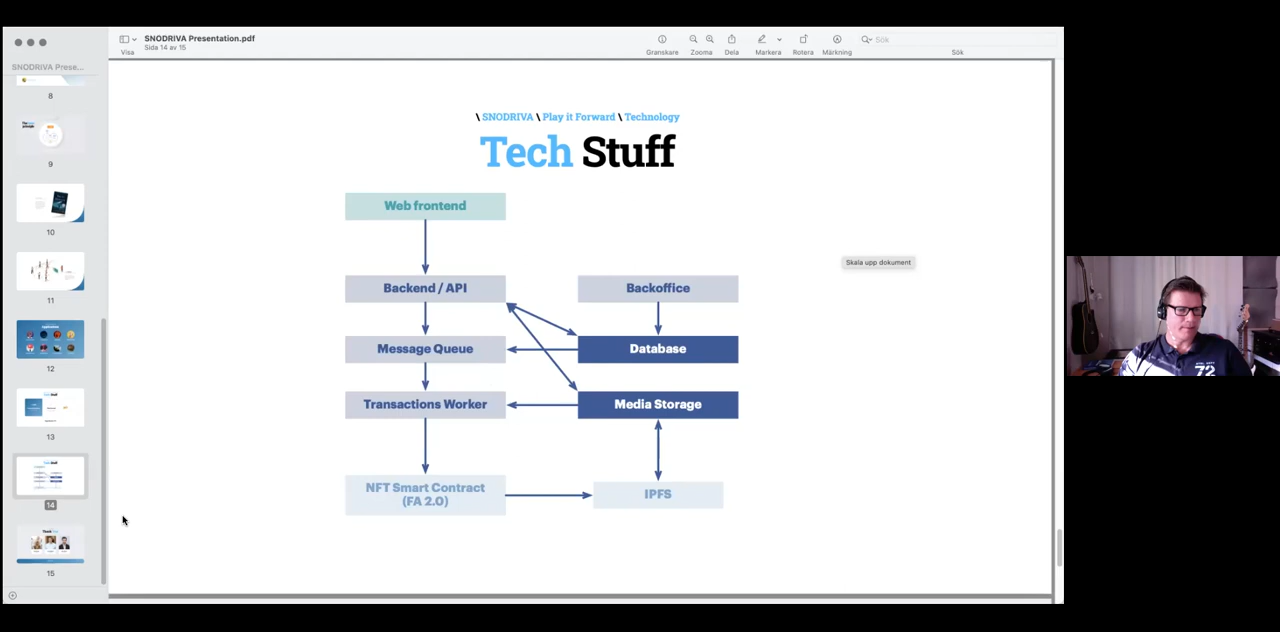 SNODRIVA Presentation.pdf
Sida 14 av 15
Visa
Granskare
Zooma
Dela
Markera
Rotera
Märkning
Sök
Sök
SNODRIVA Prese...
8
9
10
11
12
13
14
15
\ SNODRIVA \ Play it Forward \ Technology
Tech Stuff
Web frontend
Backend / API
Backoffice
Message Queue
Database
Transactions Worker
Media Storage
NFT Smart Contract
(FA 2.0)
IPFS
Skala upp dokument
72